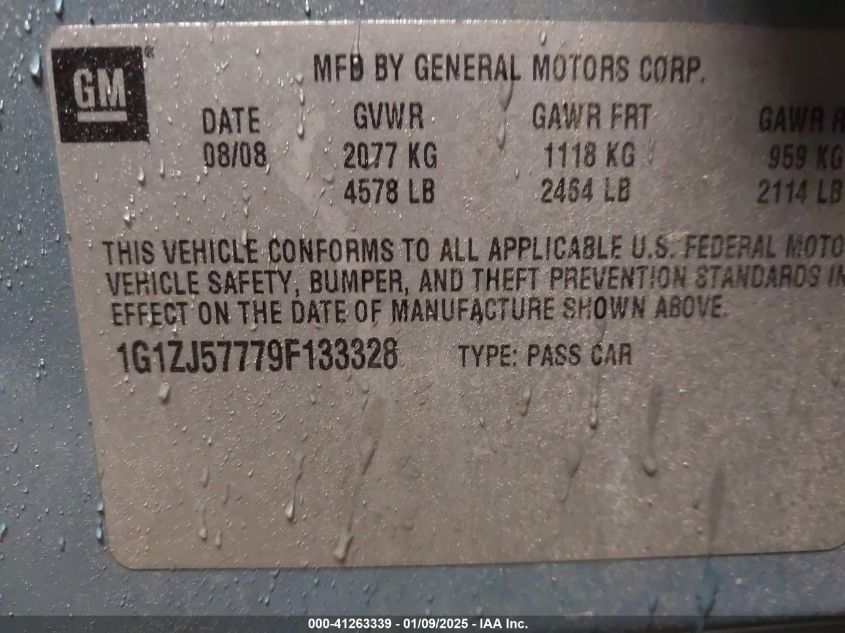 GM
MFD BY GENERAL MOTORS CORP.
DATE GVWR GAWR FRT GAWR R
08/08 2077 KG 1118 KG 959 KG
4578 LB 2464 LB 2114 LB
THIS VEHICLE CONFORMS TO ALL APPLICABLE U.S. FEDERAL MOTO
VEHICLE SAFETY, BUMPER, AND THEFT PREVENTION STANDARDS IN
EFFECT ON THE DATE OF MANUFACTURE SHOWN ABOVE.
1G1ZJ57779F133328 TYPE: PASS CAR
000-41263339 - 01/09/2025 - IAA Inc.